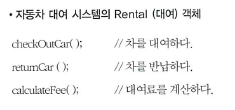 • 자동차 대여 시스템의 Rental (대여) 객체
checkOutCar( ); // 차를 대여하다.
returnCar ( ); // 차를 반납하다.
calculateFee( ); // 대여료를 계산하다.